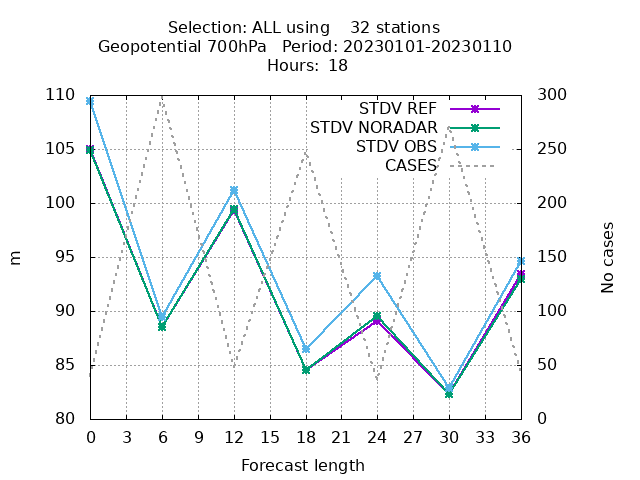 Selection: ALL using    32 stations
Geopotential 700hPa   Period: 20230101-20230110
Hours:  18
110
105
100
95
90
85
80
m
300
250
200
150
100
50
0
No cases
STDV REF
STDV NORADAR
STDV OBS
CASES
0 3 6 9 12 15 18 21 24 27 30 33 36
Forecast length